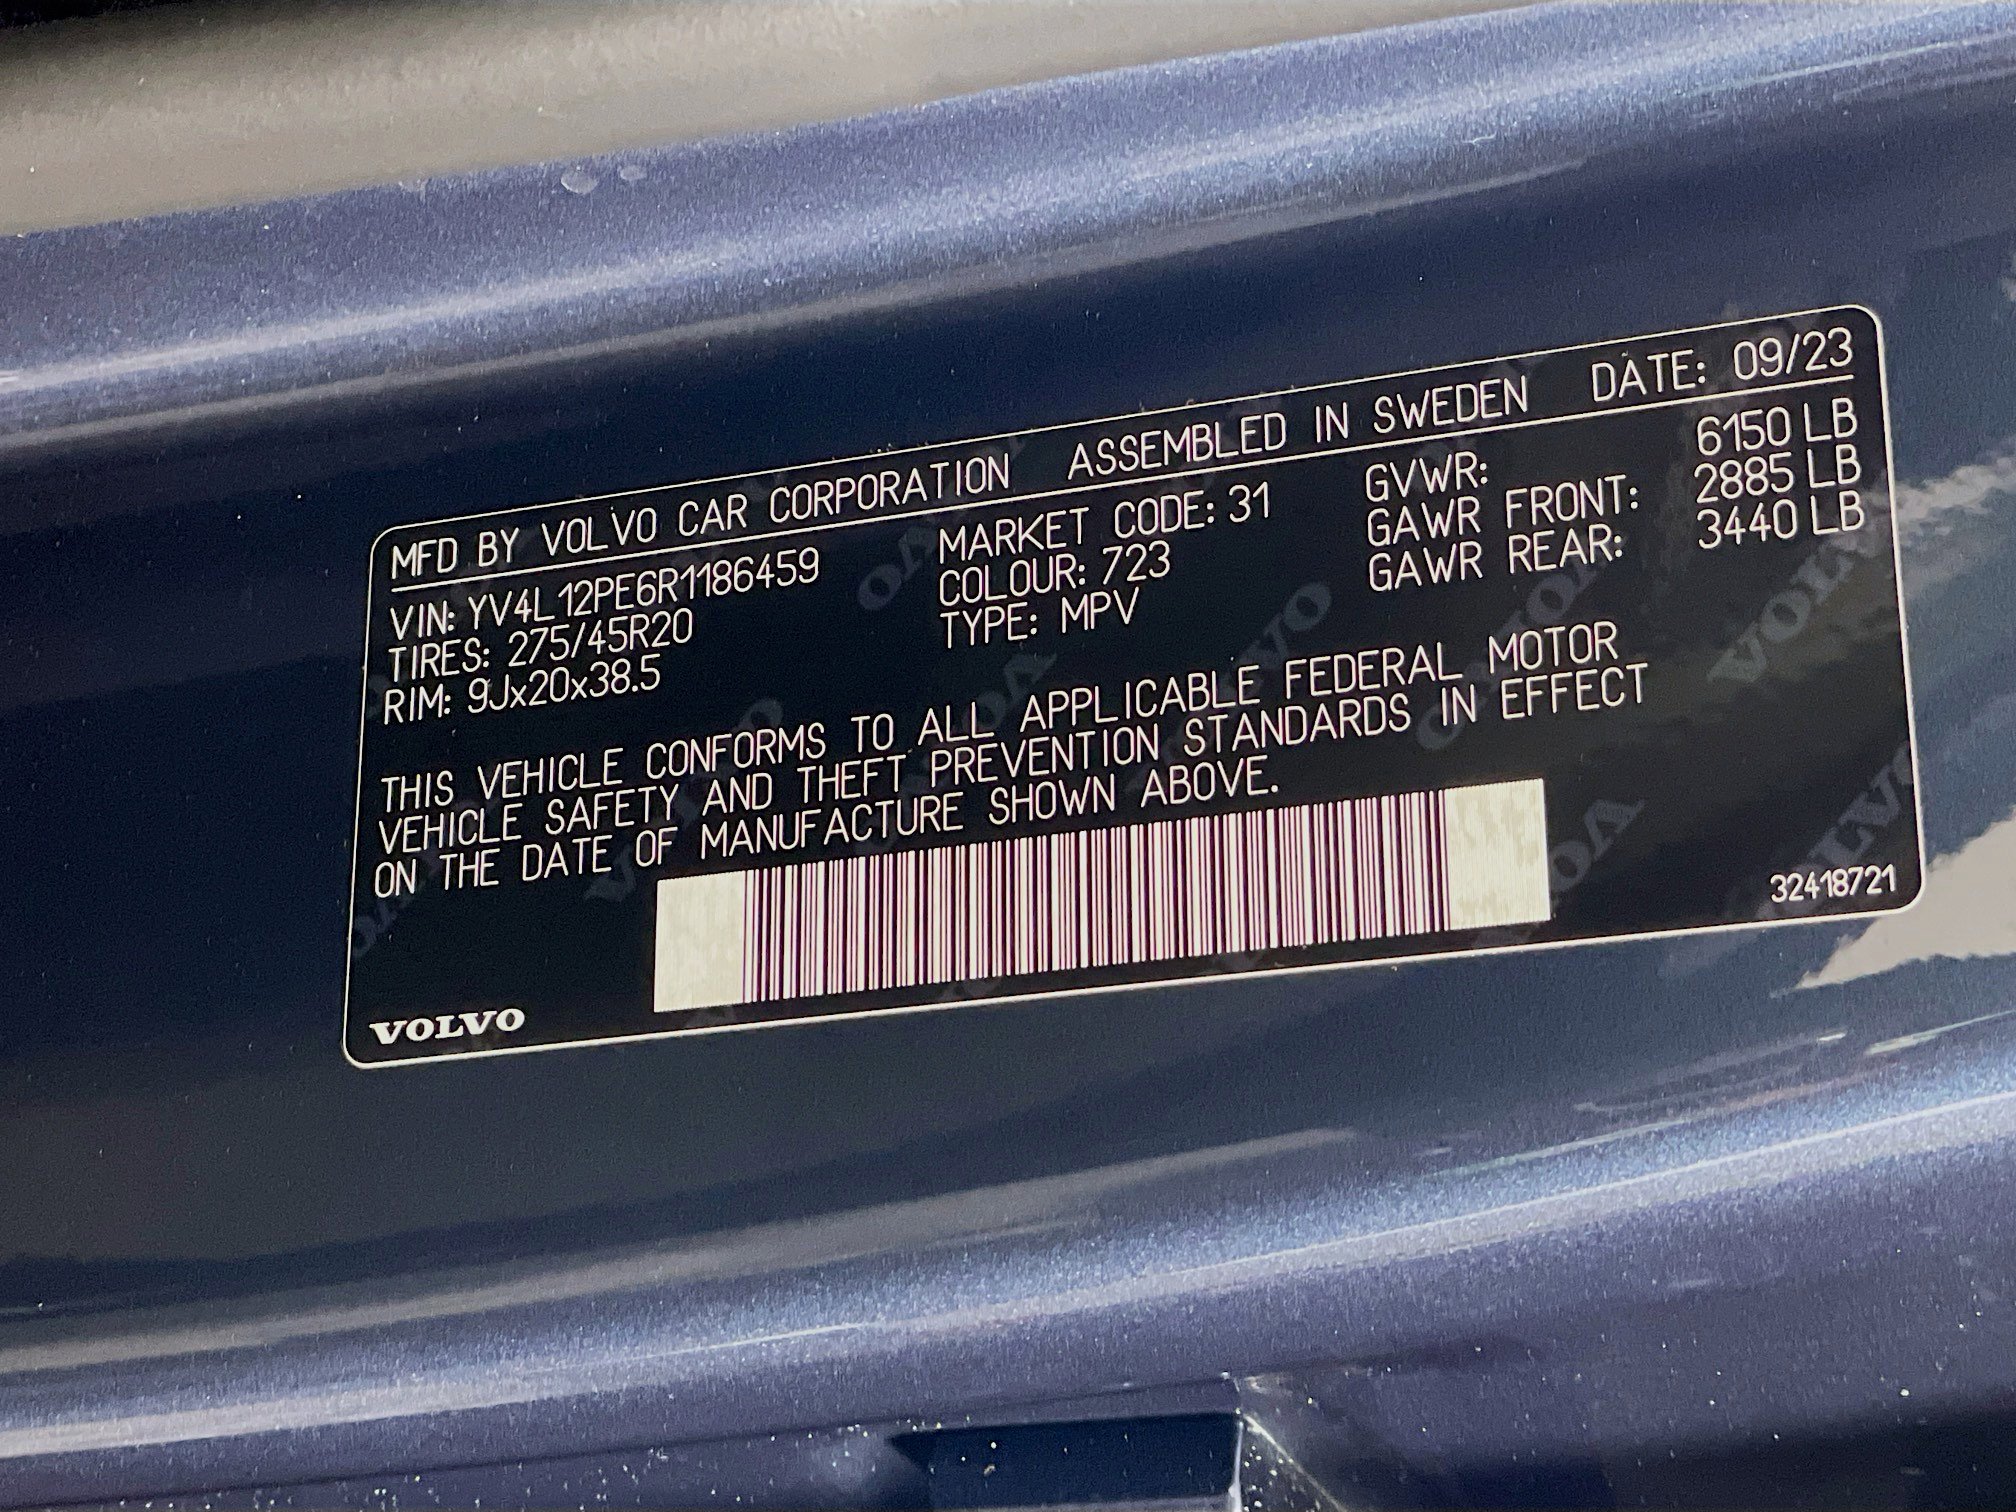 MFD BY VOLVO CAR CORPORATION ASSEMBLED IN SWEDEN DATE: 09/23
VIN: YV4L12PE6R1186459 MARKET CODE: 31 GVWR: 6150 LB
TIRES: 275/45R20 COLOUR: 723 GAWR FRONT: 2885 LB
RIM: 9Jx20x38.5 TYPE: MPV GAWR REAR: 3440 LB
THIS VEHICLE CONFORMS TO ALL APPLICABLE FEDERAL MOTOR
VEHICLE SAFETY AND THEFT PREVENTION STANDARDS IN EFFECT
ON THE DATE OF MANUFACTURE SHOWN ABOVE.
VOLVO 32418721